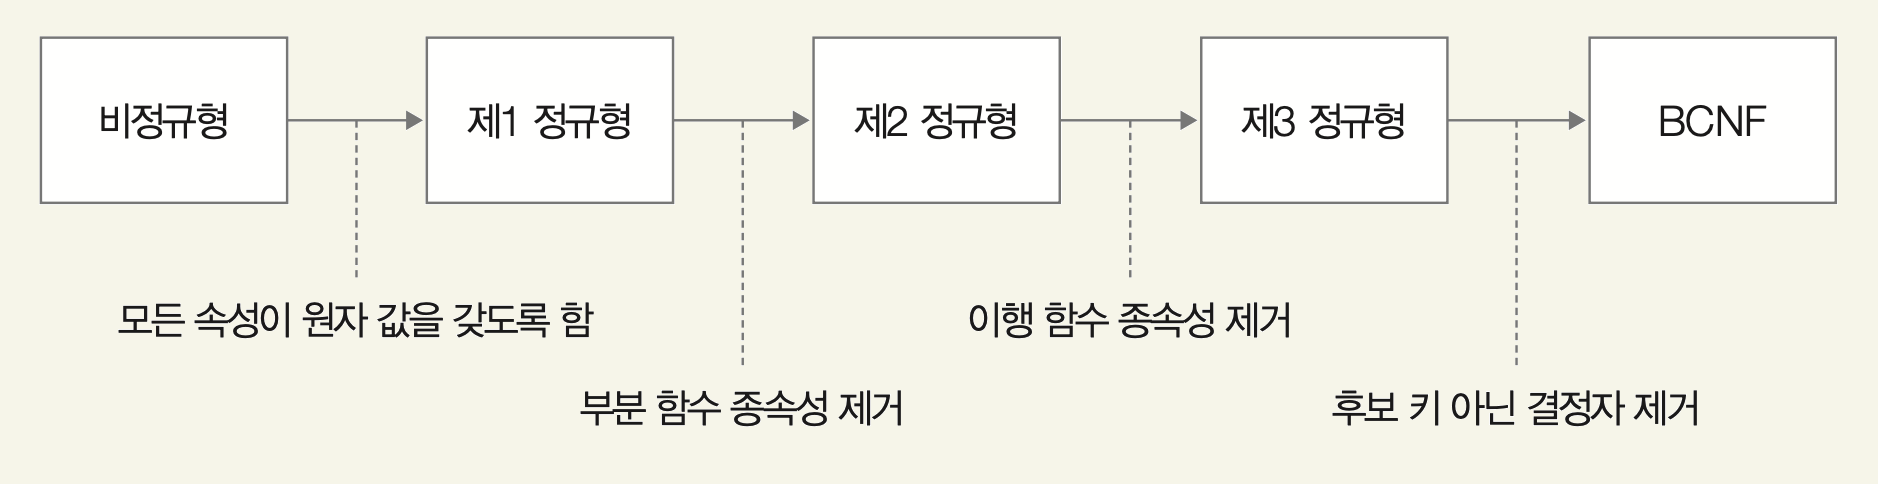 비정규형
제1 정규형
제2 정규형
제3 정규형
BCNF
모든 속성이 원자 값을 갖도록 함
이행 함수 종속성 제거
부분 함수 종속성 제거
후보 키 아닌 결정자 제거